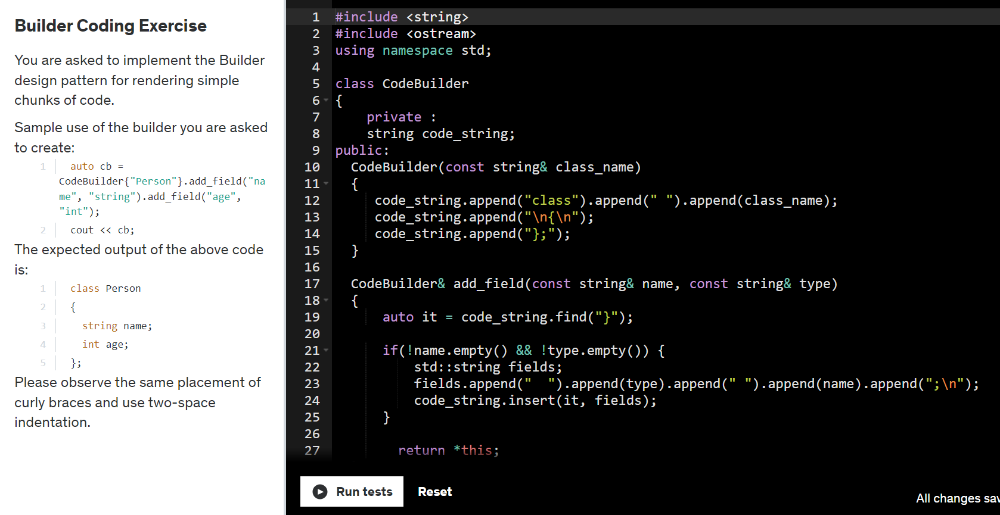 Builder Coding Exercise
You are asked to implement the Builder
design pattern for rendering simple
chunks of code.
Sample use of the builder you are asked
to create:
1 auto cb =
CodeBuilder{"Person"}.add_field("na
me", "string").add_field("age",
"int");
2 cout << cb;
The expected output of the above code
is:
1 class Person
2 {
3 string name;
4 int age;
5 };
Please observe the same placement of
curly braces and use two-space
indentation.
1 #include <string>
2 #include <ostream>
3 using namespace std;
4
5 class CodeBuilder
6 {
7 private :
8 string code_string;
9 public:
10 CodeBuilder(const string& class_name)
11 {
12 code_string.append("class").append(" ").append(class_name);
13 code_string.append("\n{\n");
14 code_string.append("};");
15 }
16
17 CodeBuilder& add_field(const string& name, const string& type)
18 {
19 auto it = code_string.find("}");
20
21 if(!name.empty() && !type.empty()) {
22 std::string fields;
23 fields.append("  ").append(type).append(" ").append(name).append(";\n");
24 code_string.insert(it, fields);
25 }
26
27 return *this;
Run tests
Reset
All changes sav